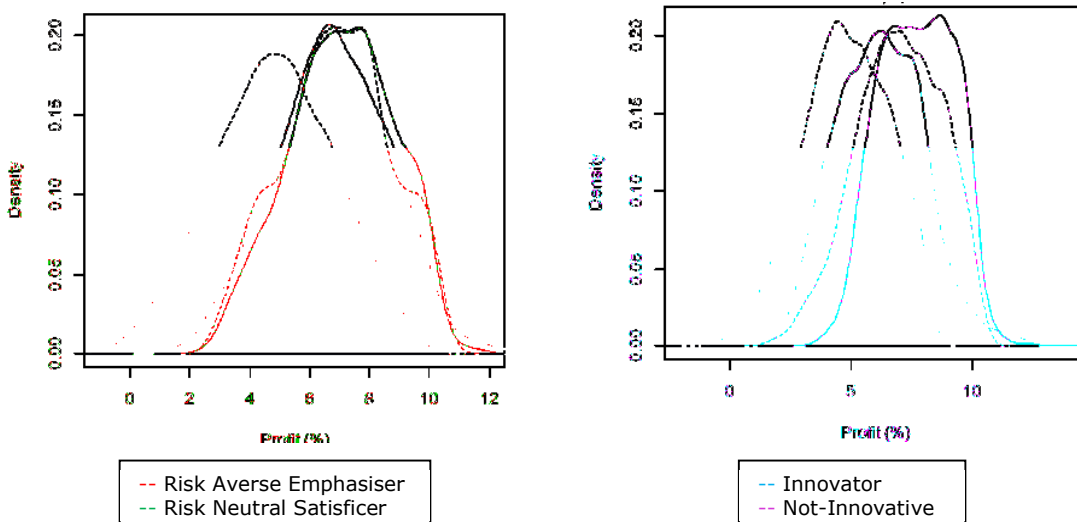 Density
0.00 0.05 0.10 0.15 0.20
0 2 4 6 8 10 12
Profit (%)
Risk Averse Emphasiser
Risk Neutral Satisficer
Density
0.00 0.05 0.10 0.15 0.20
0 5 10
Profit (%)
Innovator
Not-Innovative